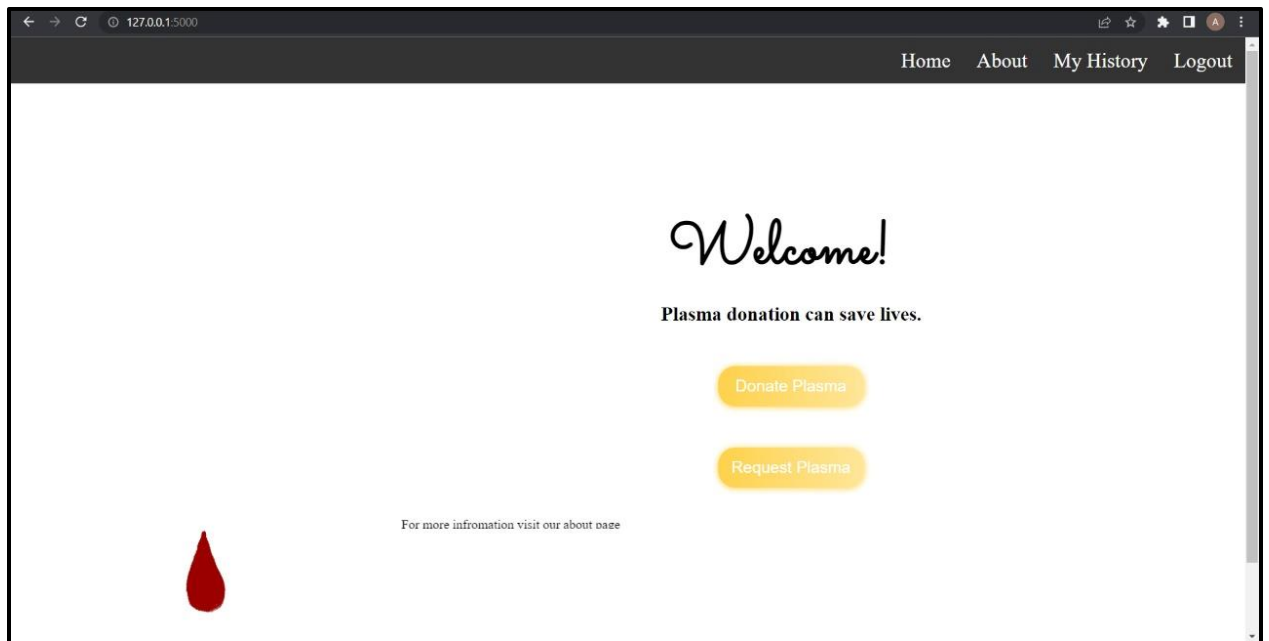 127.0.0.1:5000
A
Home About My History Logout
Welcome!
Plasma donation can save lives.
Donate Plasma
Request Plasma
For more infromation visit our about page